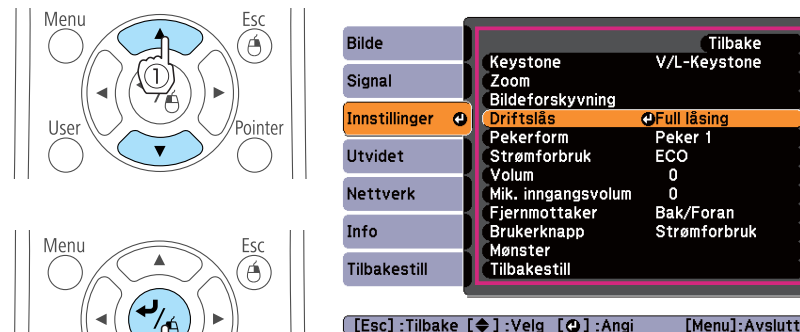 Menu
Esc
1
User
Pointer
Menu
Esc
Bilde
Signal
Innstillinger
Utvidet
Nettverk
Info
Tilbakestill
Tilbake
Keystone V/L-Keystone
Zoom
Bildeforskyvning
Driftslås Full låsing
Pekerform Peker 1
Strømforbruk ECO
Volum 0
Mik. inngangsvolum 0
Fjernmottaker Bak/Foran
Brukerknapp Strømforbruk
Mønster
Tilbakestill
[Esc]:Tilbake [◆]:Velg [⏎]:Angi [Menu]:Avslutt